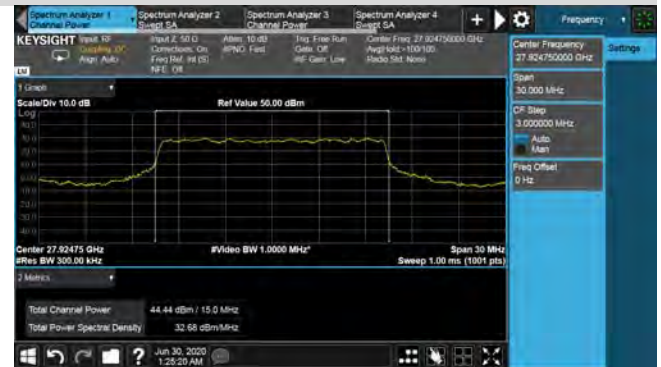 Spectrum Analyzer 1
Channel Power
Spectrum Analyzer 2
Swept SA
Spectrum Analyzer 3
Channel Power
Spectrum Analyzer 4
Swept SA
Frequency
KEYSIGHT
Input: RF
Coupling: DC
Align: Auto
Input Z: 50 Ω
Corrections: On
Freq Ref: Int (S)
NFE: Off
Atten: 10 dB
#PNO: Fast
Trig: Free Run
Gate: Off
#IF Gain: Low
Center Freq: 27.924750000 GHz
Avg|Hold:>100/100
Radio Std: None
LM
Center Frequency
27.924750000 GHz
Settings
Span
30.000 MHz
CF Step
3.000000 MHz
Auto
Man
Freq Offset
0 Hz
1 Graph
Scale/Div 10.0 dB
Ref Value 50.00 dBm
Log
Center 27.92475 GHz
#Res BW 300.00 kHz
#Video BW 1.0000 MHz*
Span 30 MHz
Sweep 1.00 ms (1001 pts)
2 Metrics
Total Channel Power
44.44 dBm / 15.0 MHz
Total Power Spectral Density
32.68 dBm/MHz
?
Jun 30, 2020
1:25:20 AM